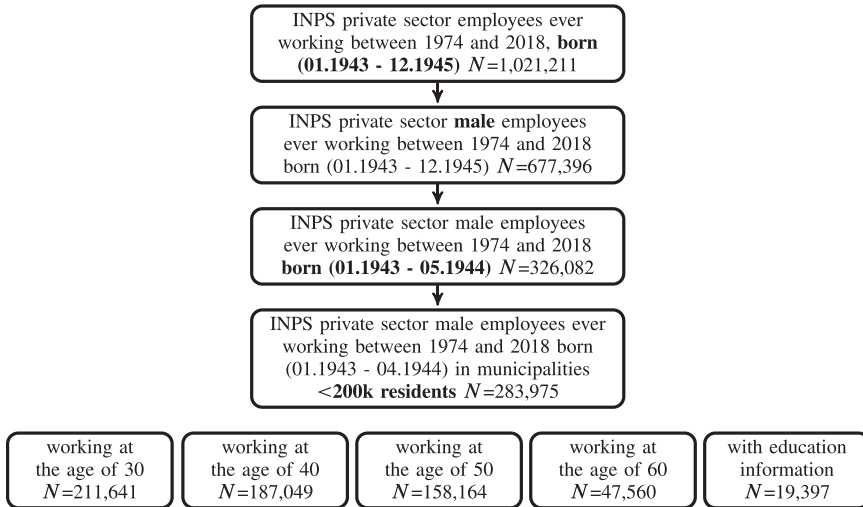 INPS private sector employees ever
working between 1974 and 2018, born
(01.1943 - 12.1945) N=1,021,211
INPS private sector male employees
ever working between 1974 and 2018
born (01.1943 - 12.1945) N=677,396
INPS private sector male employees
ever working between 1974 and 2018
born (01.1943 - 05.1944) N=326,082
INPS private sector male employees ever
working between 1974 and 2018 born
(01.1943 - 04.1944) in municipalities
<200k residents N=283,975
working at
the age of 30
N=211,641
working at
the age of 40
N=187,049
working at
the age of 50
N=158,164
working at
the age of 60
N=47,560
with education
information
N=19,397